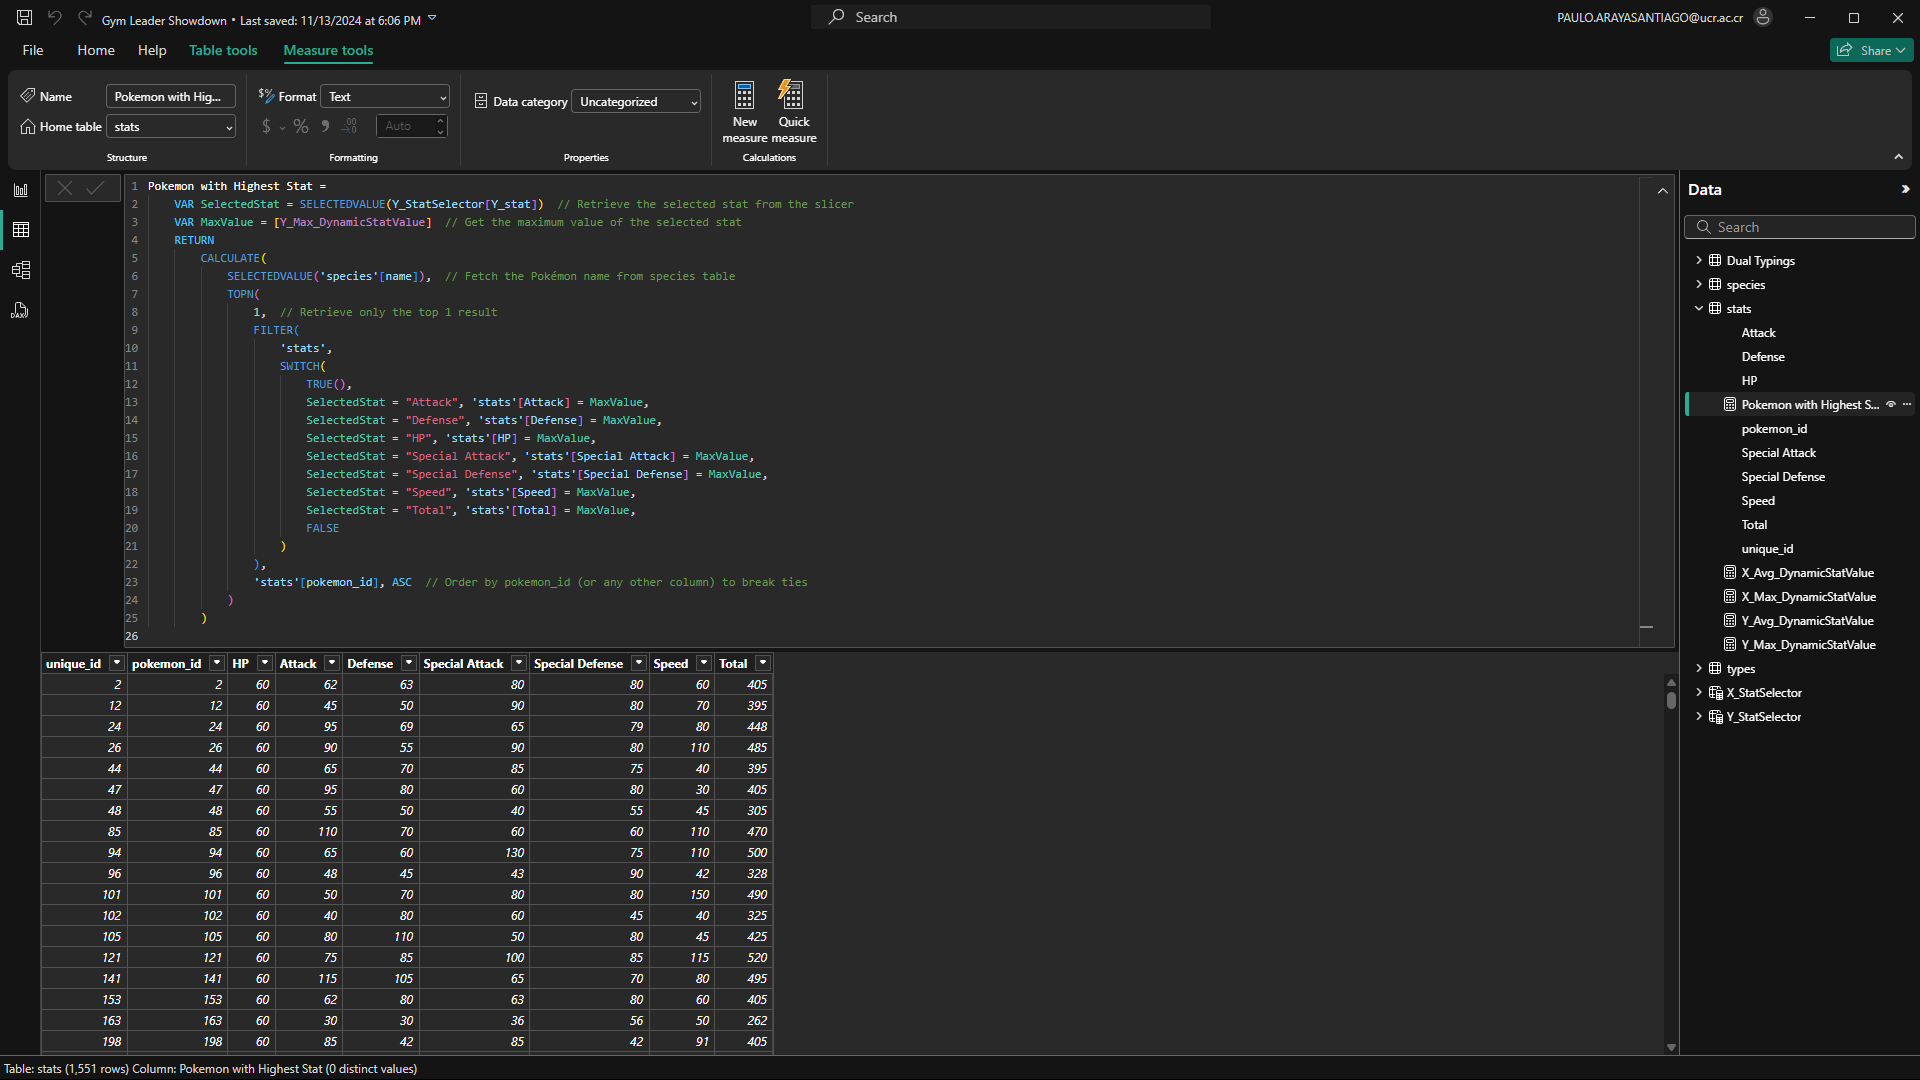 Gym Leader Showdown • Last saved: 11/13/2024 at 6:06 PM
Search
PAULO.ARAYASANTIAGO@ucr.ac.cr
File
Home
Help
Table tools
Measure tools
Share
Name
Pokemon with Hig...
Home table
stats
Structure
Format
Text
$
%
Auto
Formatting
Data category
Uncategorized
Properties
New measure
Quick measure
Calculations
1 Pokemon with Highest Stat =
2 VAR SelectedStat = SELECTEDVALUE(Y_StatSelector[Y_stat]) // Retrieve the selected stat from the slicer
3 VAR MaxValue = [Y_Max_DynamicStatValue] // Get the maximum value of the selected stat
4 RETURN
5 CALCULATE(
6 SELECTEDVALUE('species'[name]), // Fetch the Pokémon name from species table
7 TOPN(
8 1, // Retrieve only the top 1 result
9 FILTER(
10 'stats',
11 SWITCH(
12 TRUE(),
13 SelectedStat = "Attack", 'stats'[Attack] = MaxValue,
14 SelectedStat = "Defense", 'stats'[Defense] = MaxValue,
15 SelectedStat = "HP", 'stats'[HP] = MaxValue,
16 SelectedStat = "Special Attack", 'stats'[Special Attack] = MaxValue,
17 SelectedStat = "Special Defense", 'stats'[Special Defense] = MaxValue,
18 SelectedStat = "Speed", 'stats'[Speed] = MaxValue,
19 SelectedStat = "Total", 'stats'[Total] = MaxValue,
20 FALSE
21 )
22 ),
23 'stats'[pokemon_id], ASC // Order by pokemon_id (or any other column) to break ties
24 )
25 )
26
unique_id pokemon_id HP Attack Defense Special Attack Special Defense Speed Total
2 2 60 62 63 80 80 60 405
12 12 60 45 50 90 80 70 395
24 24 60 95 69 65 79 80 448
26 26 60 90 55 90 80 110 485
44 44 60 65 70 85 75 40 395
47 47 60 95 80 60 80 30 405
48 48 60 55 50 40 55 45 305
85 85 60 110 70 60 60 110 470
94 94 60 65 60 130 75 110 500
96 96 60 48 45 43 90 42 328
101 101 60 50 70 80 80 150 490
102 102 60 40 80 60 45 40 325
105 105 60 80 110 50 80 45 425
121 121 60 75 85 100 85 115 520
141 141 60 115 105 65 70 80 495
153 153 60 62 80 63 80 60 405
163 163 60 30 30 36 56 50 262
198 198 60 85 42 85 42 91 405
Data
Search
Dual Typings
species
stats
Attack
Defense
HP
Pokemon with Highest S...
pokemon_id
Special Attack
Special Defense
Speed
Total
unique_id
X_Avg_DynamicStatValue
X_Max_DynamicStatValue
Y_Avg_DynamicStatValue
Y_Max_DynamicStatValue
types
X_StatSelector
Y_StatSelector
Table: stats (1,551 rows) Column: Pokemon with Highest Stat (0 distinct values)